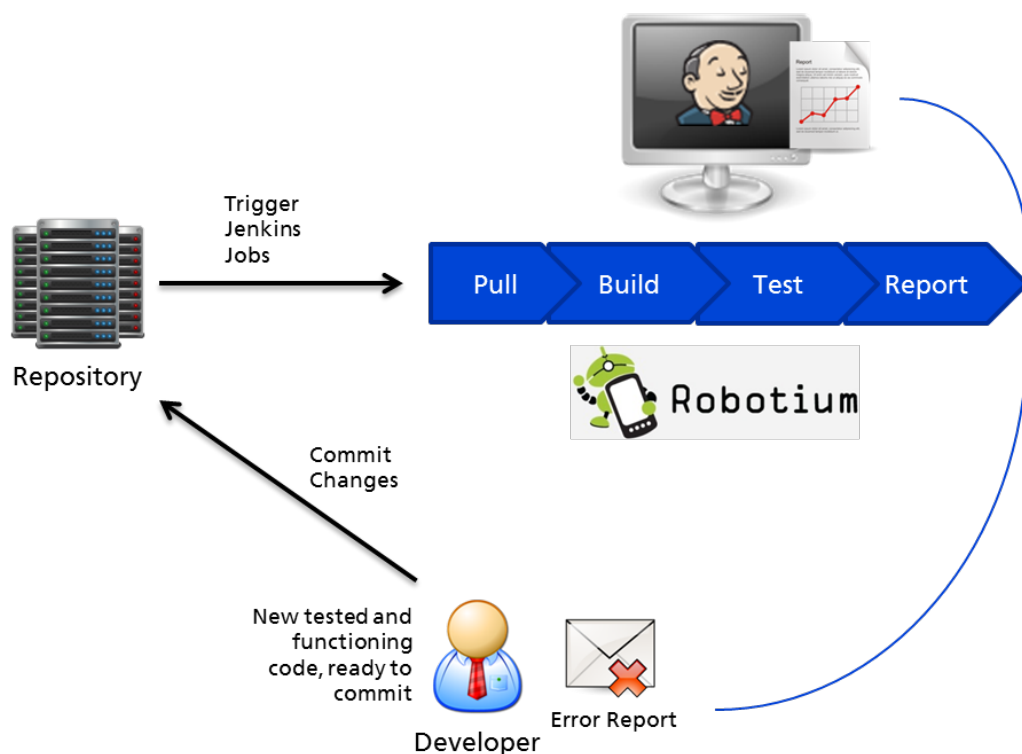 Report
Trigger
Jenkins
Jobs
Pull
Build
Test
Report
Repository
Robotium
Commit
Changes
New tested and
functioning
code, ready to
commit
Error Report
Developer